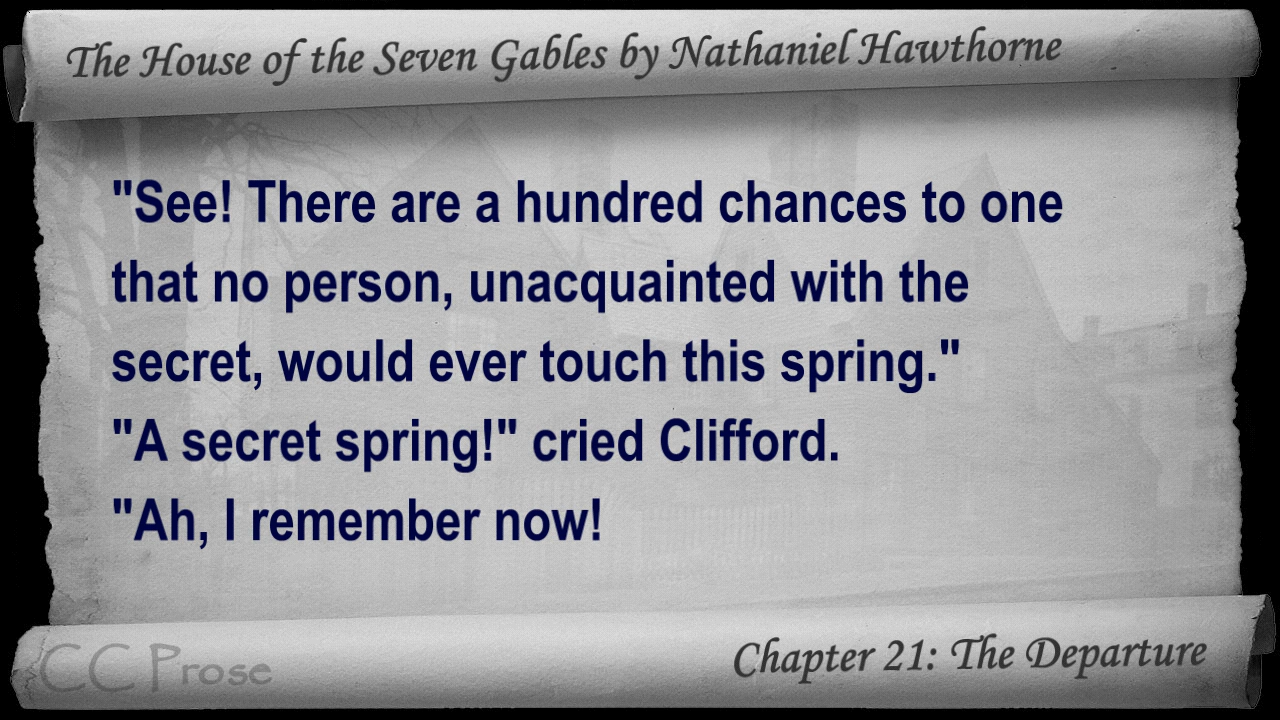 The House of the Seven Gables by Nathaniel Hawthorne
"See! There are a hundred chances to one
that no person, unacquainted with the
secret, would ever touch this spring."
"A secret spring!" cried Clifford.
"Ah, I remember now!
CC Prose
Chapter 21: The Departure